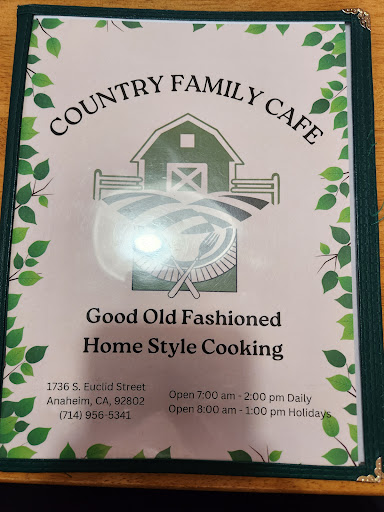 COUNTRY FAMILY CAFE
Good Old Fashioned
Home Style Cooking
1736 S. Euclid Street
Anaheim, CA, 92802
(714) 956-5341
Open 7:00 am - 2:00 pm Daily
Open 8:00 am - 1:00 pm Holidays